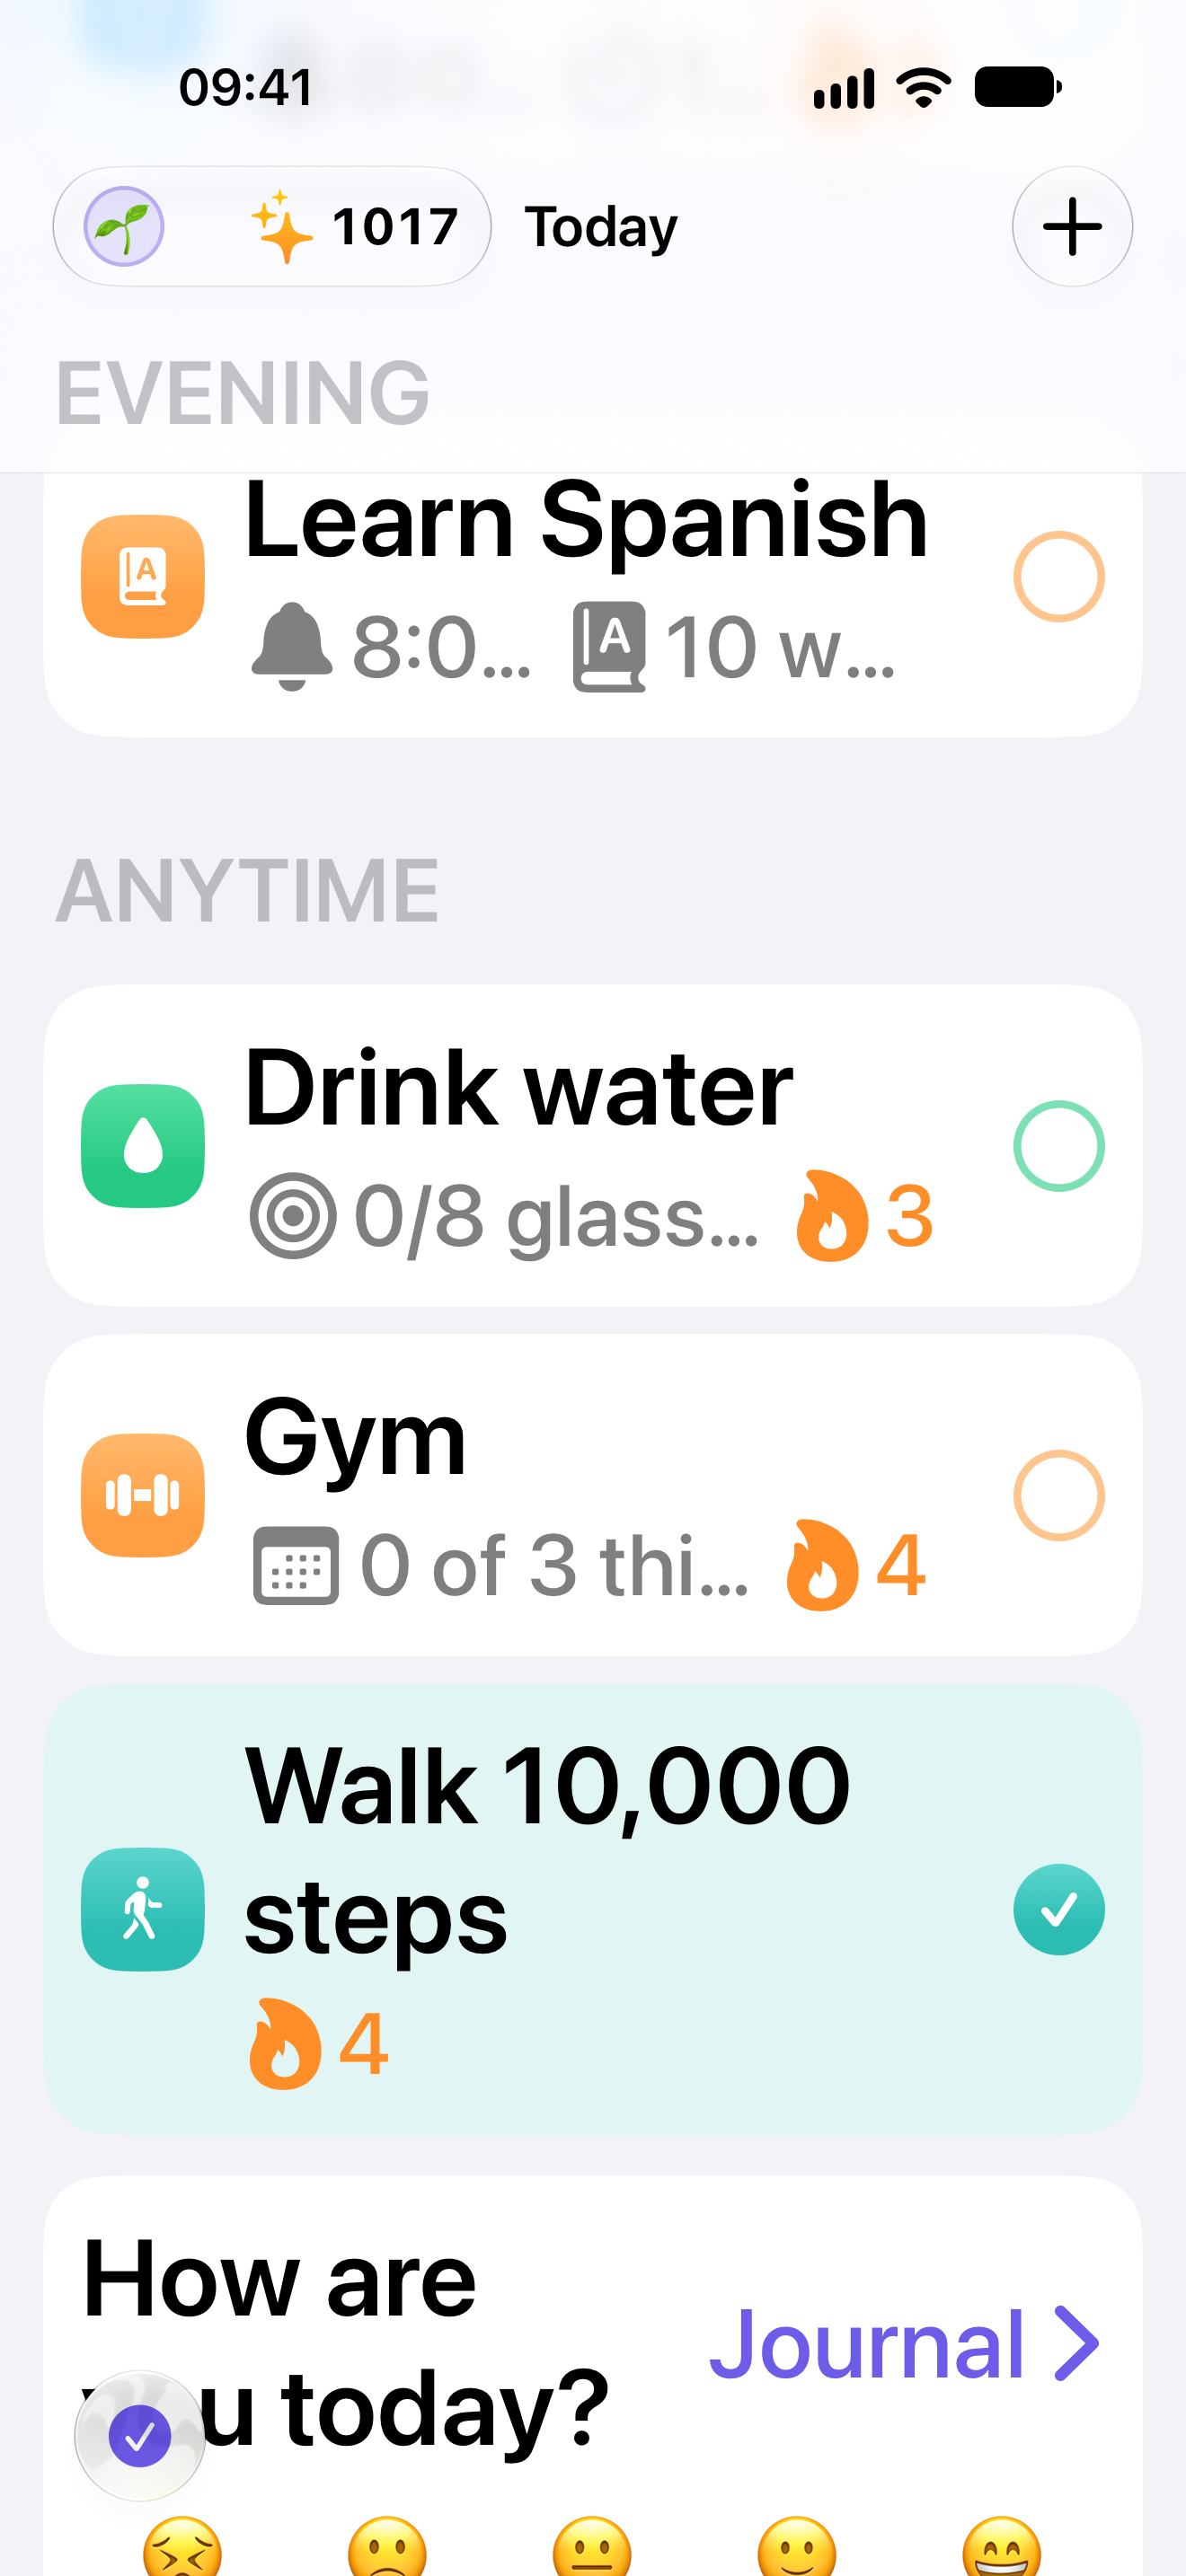 09:41
1017 Today
EVENING
Learn Spanish
8:0... 10 w...
ANYTIME
Drink water
0/8 glass... 3
Gym
0 of 3 thi... 4
Walk 10,000
steps
4
How are
u today?
Journal